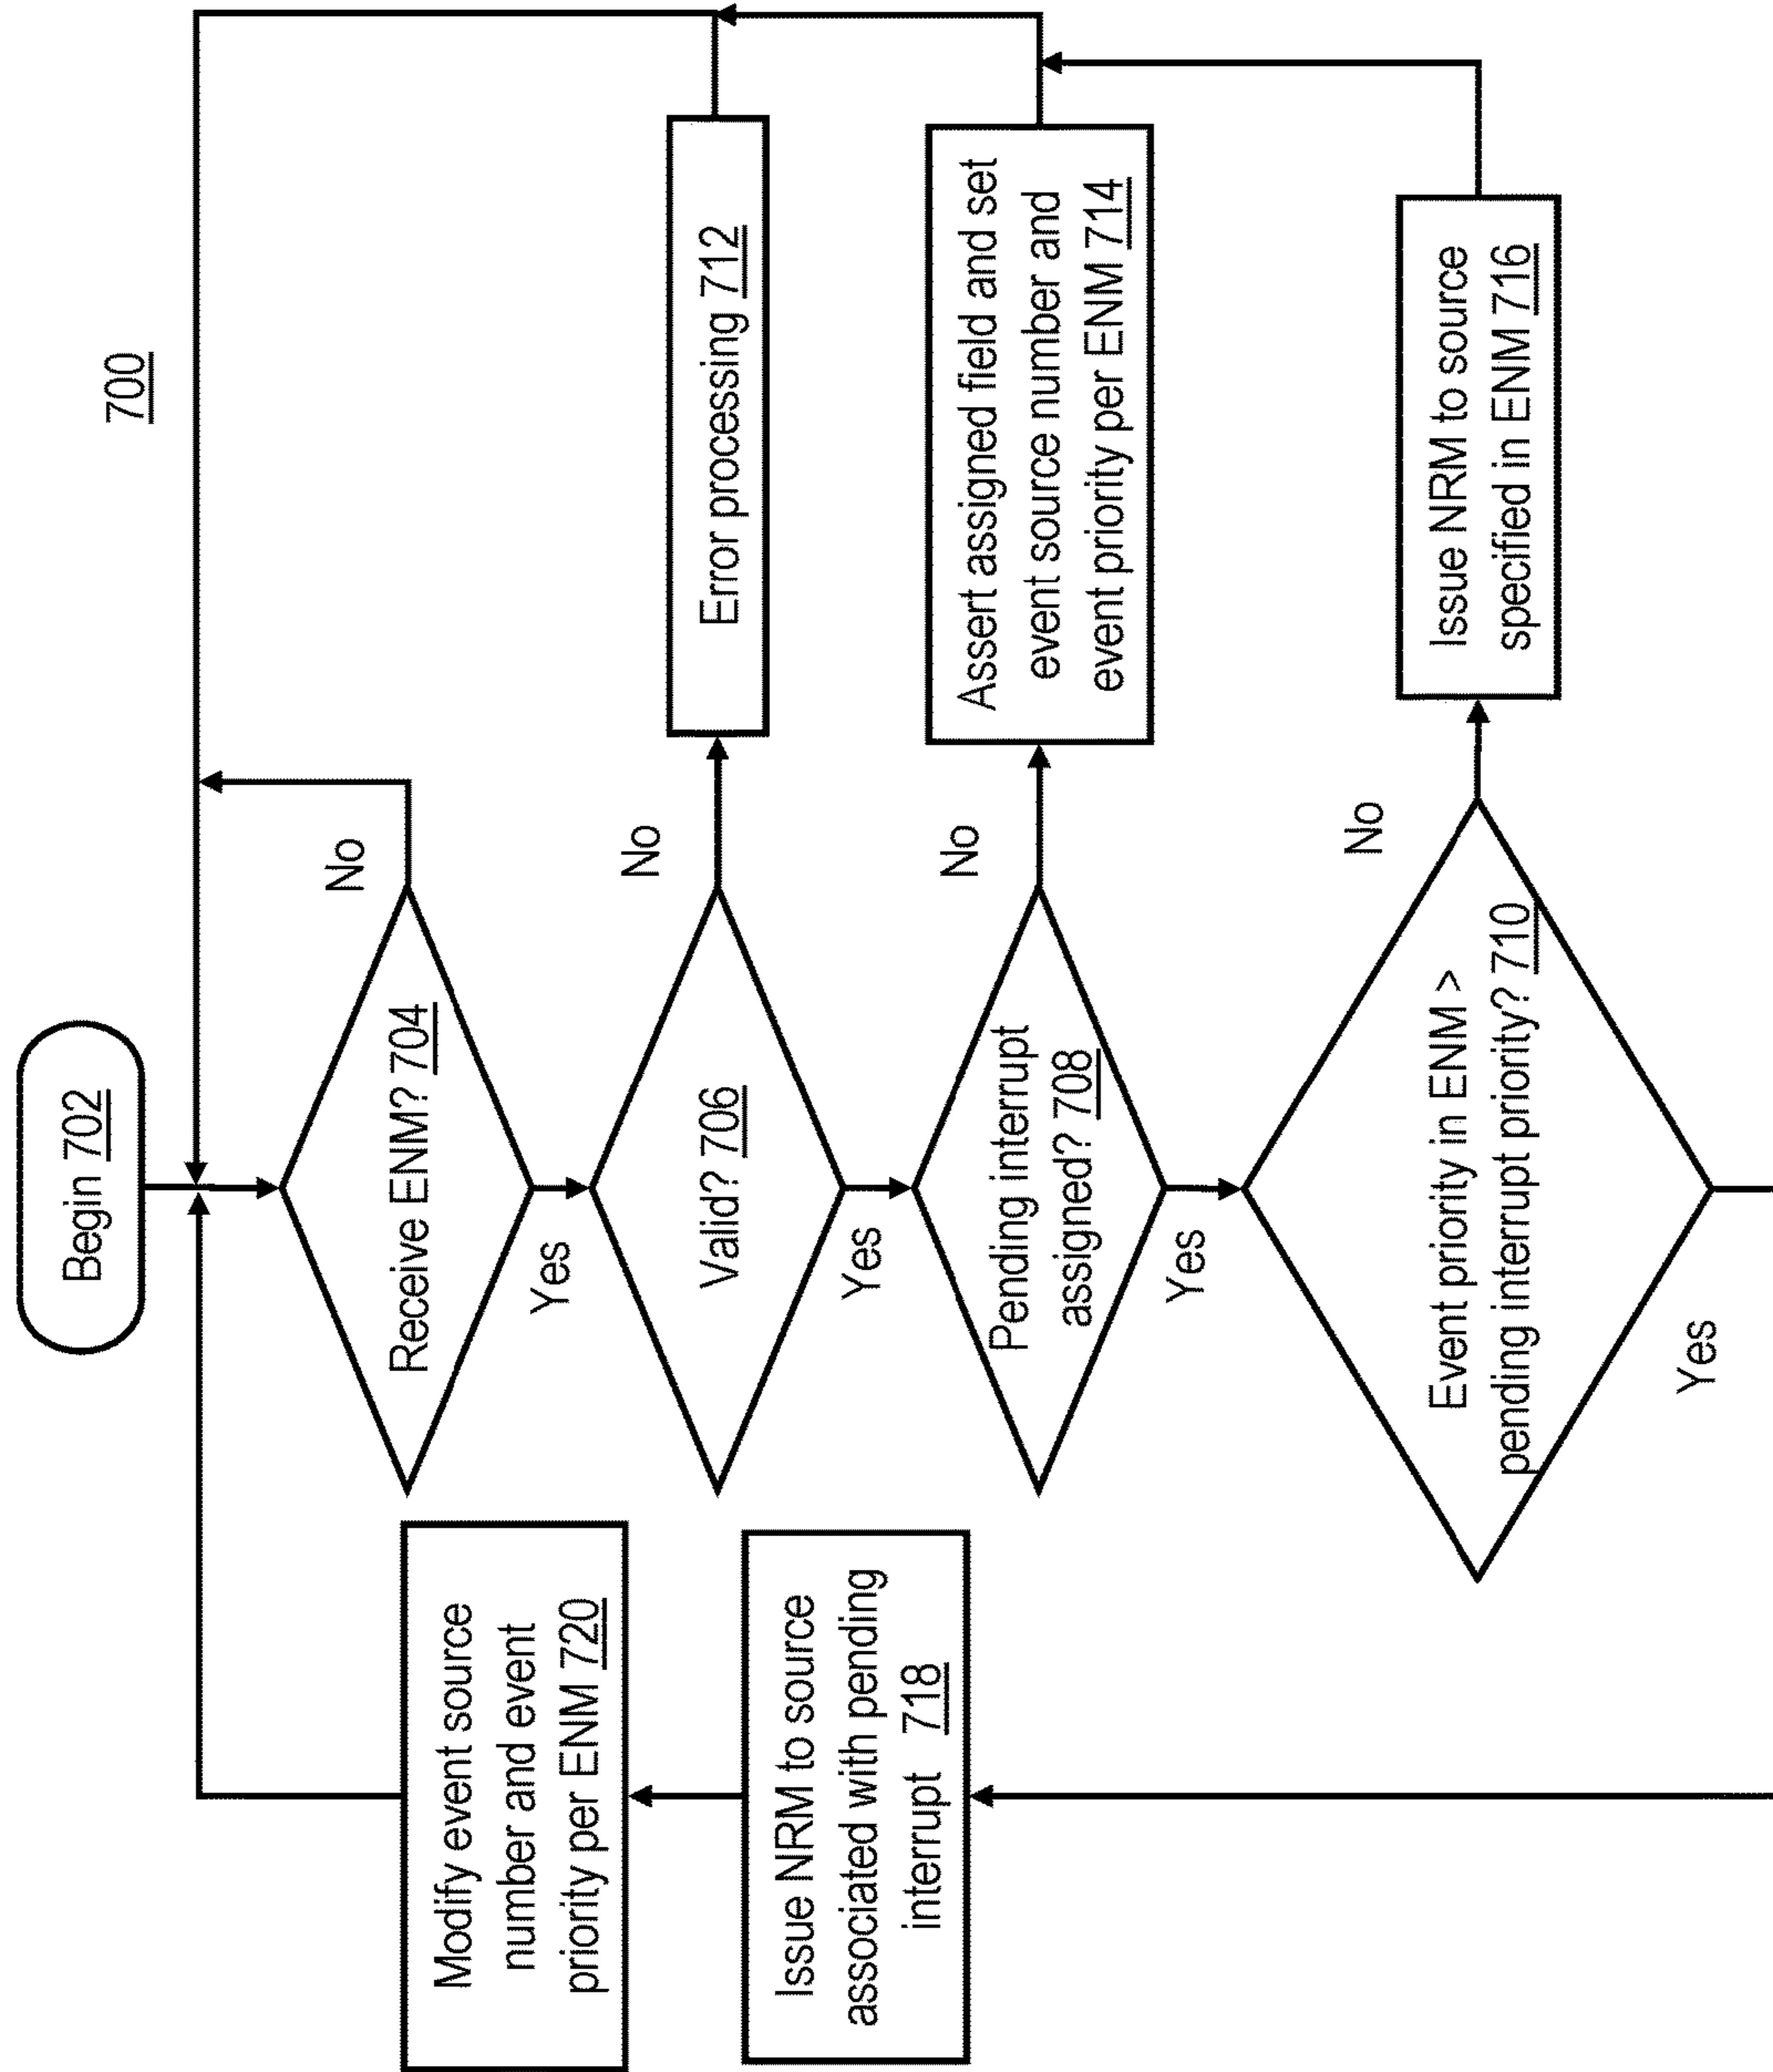 700
Begin 702
Receive ENM? 704
No
Yes
Valid? 706
No
Error processing 712
Yes
Pending interrupt
assigned? 708
No
Assert assigned field and set
event source number and
event priority per ENM 714
Yes
Event priority in ENM >
pending interrupt priority? 710
No
Issue NRM to source
specified in ENM 716
Yes
Issue NRM to source
associated with pending
interrupt 718
Modify event source
number and event
priority per ENM 720